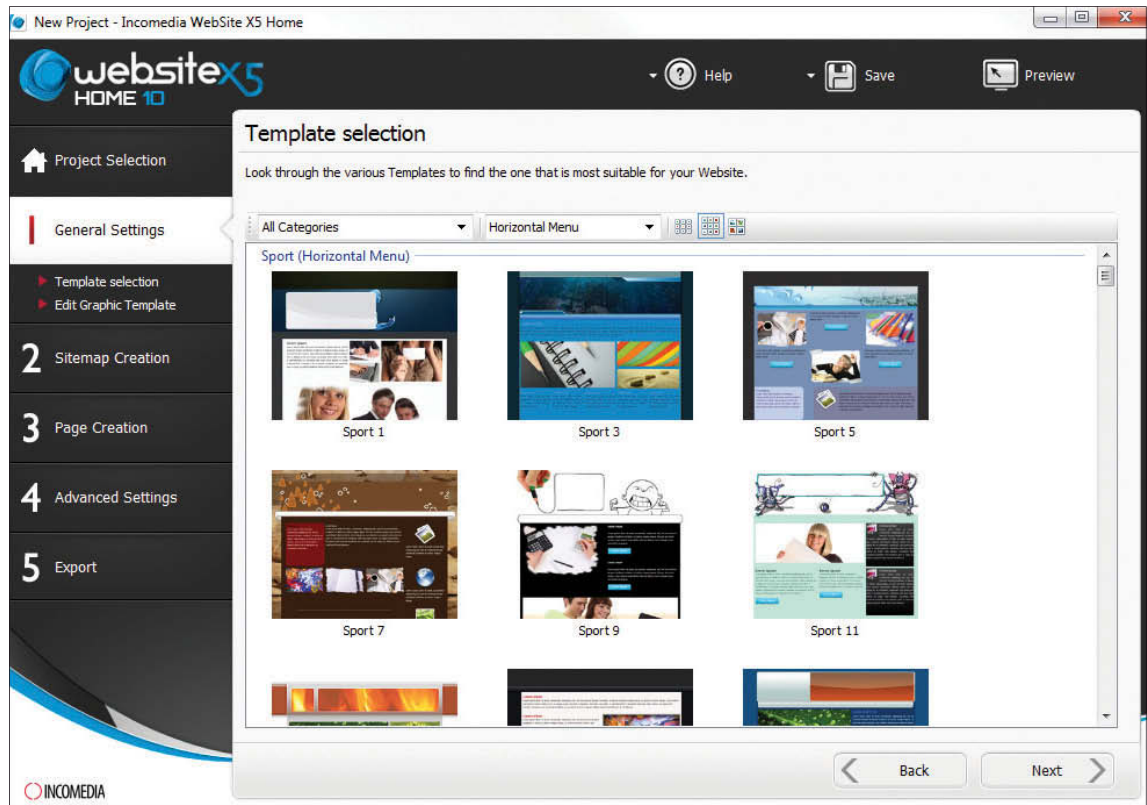 New Project - Incomedia WebSite X5 Home
websitex5
HOME 10
Help
Save
Preview
Project Selection
General Settings
Template selection
Edit Graphic Template
2 Sitemap Creation
3 Page Creation
4 Advanced Settings
5 Export
INCOMEDIA
Template selection
Look through the various Templates to find the one that is most suitable for your Website.
All Categories
Horizontal Menu
Sport (Horizontal Menu)
Sport 1
Sport 3
Sport 5
Sport 7
Sport 9
Sport 11
Back
Next